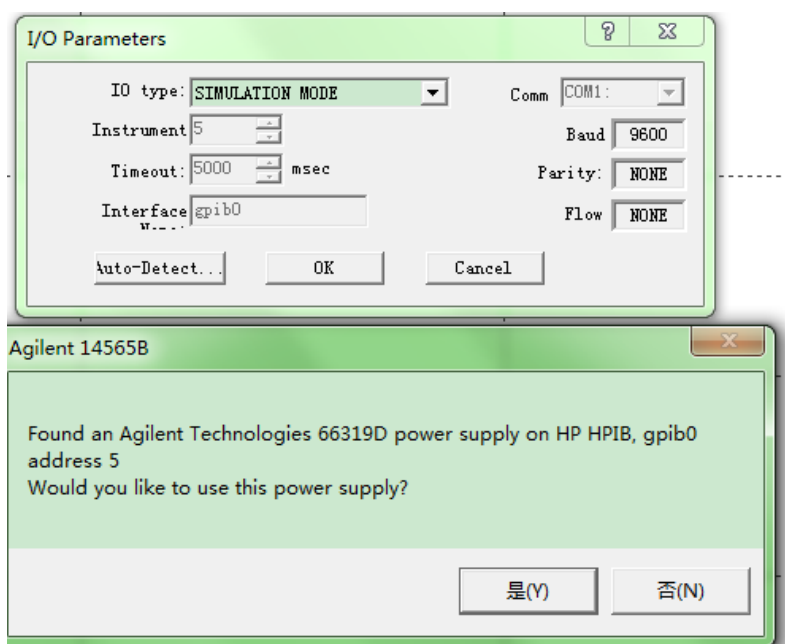 I/O Parameters
IO type: SIMULATION MODE
Comm COM1:
Instrument 5
Baud 9600
Timeout: 5000 msec
Parity: NONE
Interface gpib0
Flow NONE
Auto-Detect... OK Cancel
Agilent 14565B
Found an Agilent Technologies 66319D power supply on HP HPIB, gpib0
address 5
Would you like to use this power supply?
是(Y) 否(N)